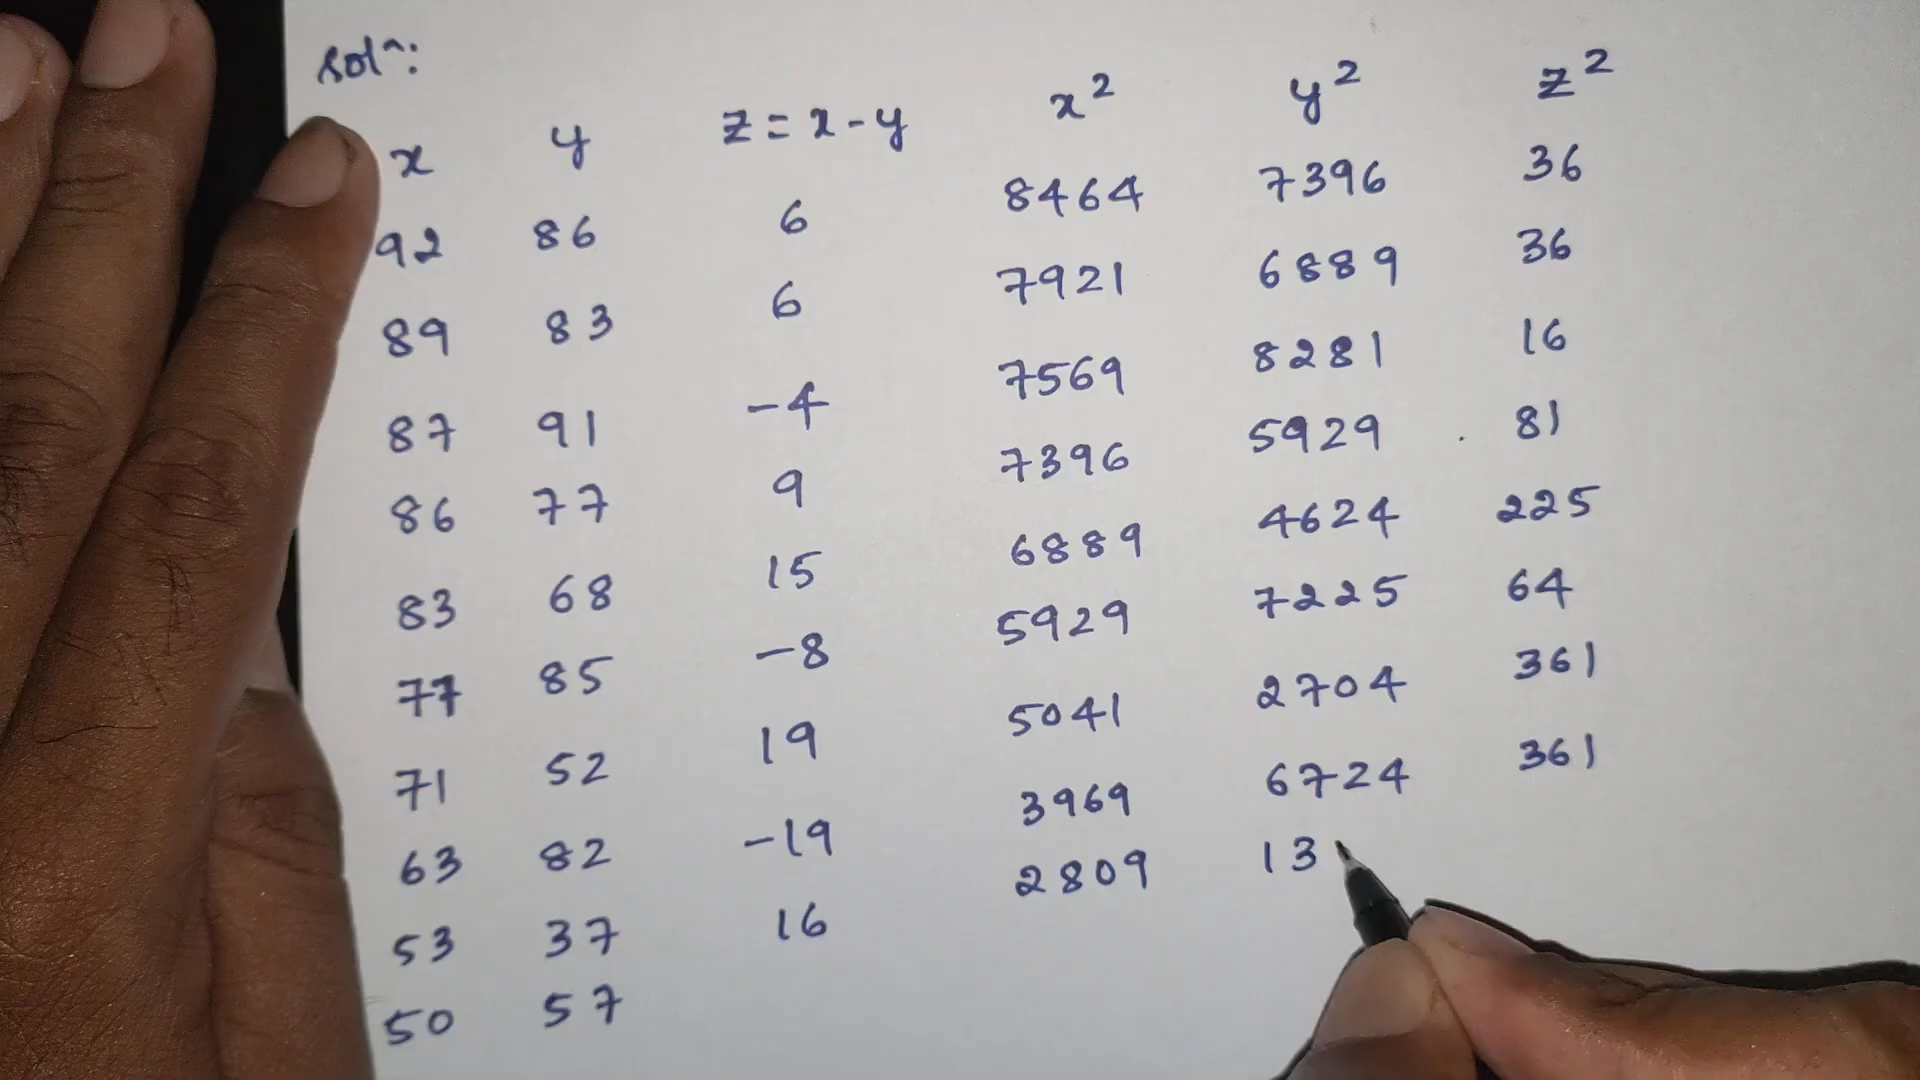 solⁿ:
x y z = x - y x² y² z²
92 86 6 8464 7396 36
89 83 6 7921 6889 36
87 91 -4 7569 8281 16
86 77 9 7396 5929 81
83 68 15 6889 4624 225
77 85 -8 5929 7225 64
71 52 19 5041 2704 361
63 82 -19 3969 6724 361
53 37 16 2809 13
50 57